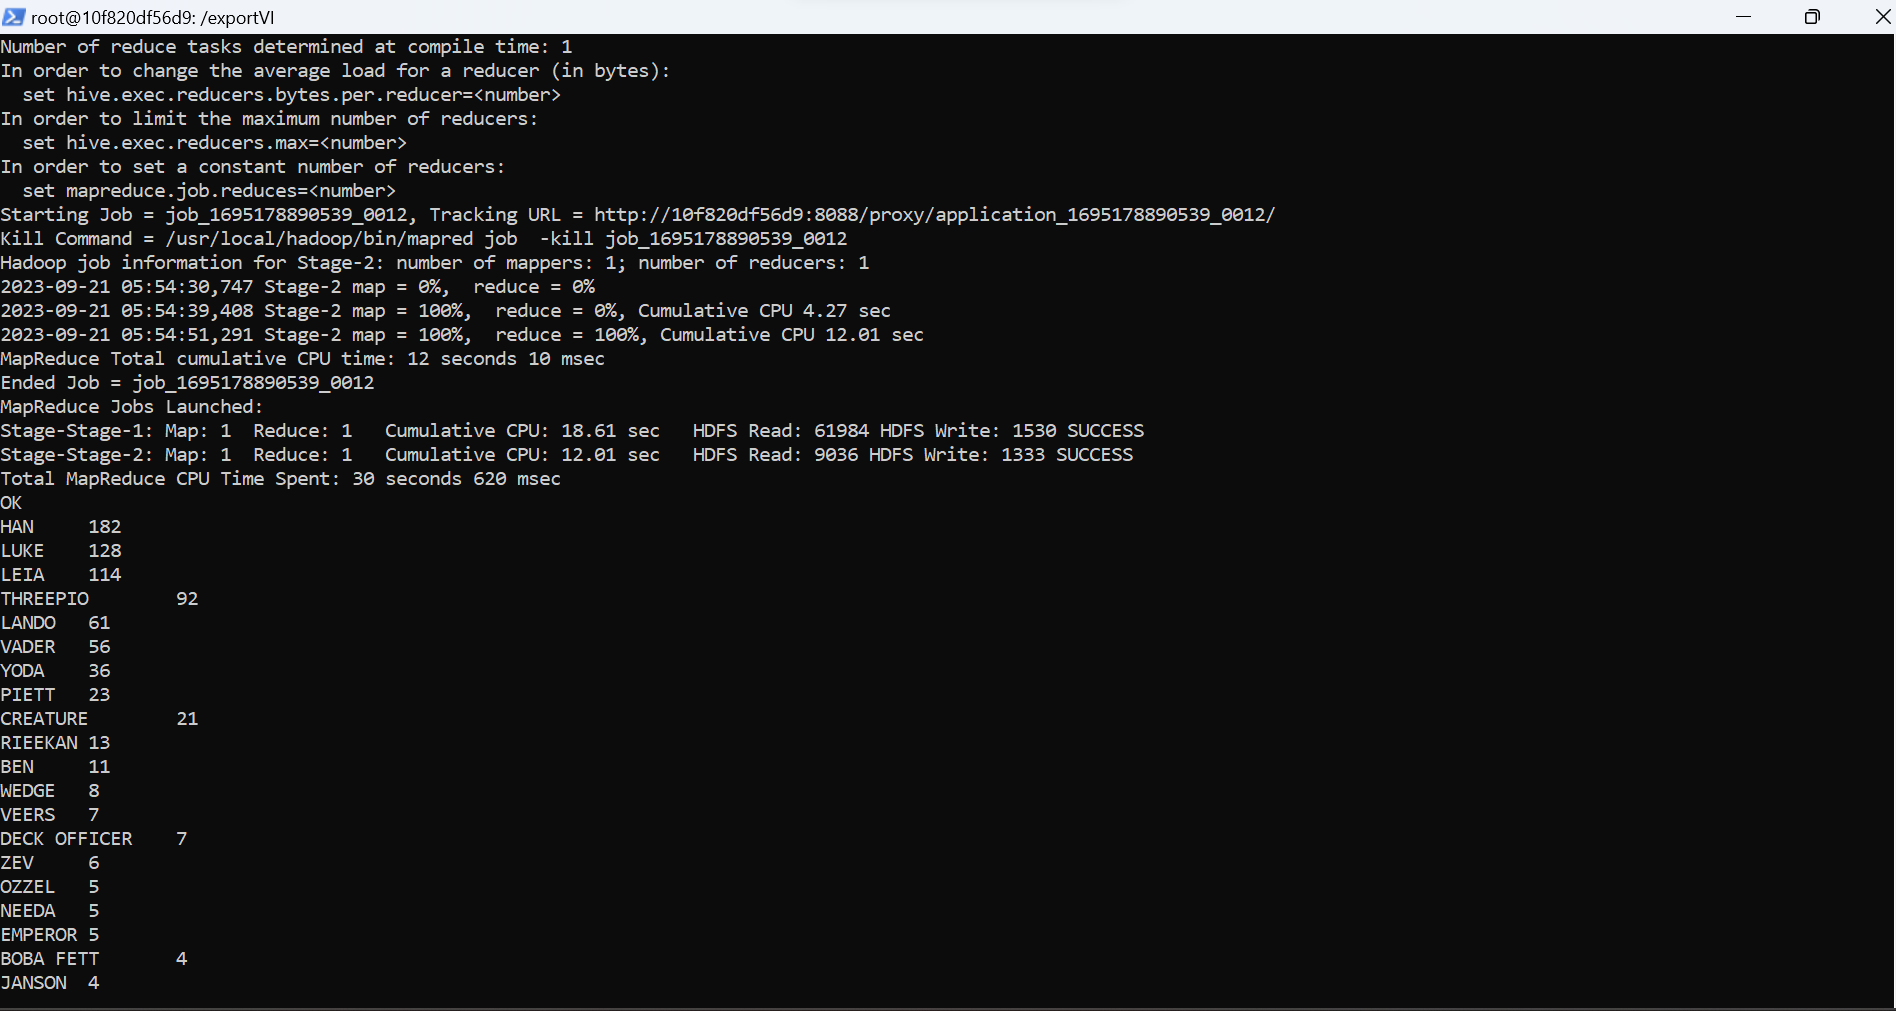 root@10f820df56d9: /exportVI
Number of reduce tasks determined at compile time: 1
In order to change the average load for a reducer (in bytes):
  set hive.exec.reducers.bytes.per.reducer=<number>
In order to limit the maximum number of reducers:
  set hive.exec.reducers.max=<number>
In order to set a constant number of reducers:
  set mapreduce.job.reduces=<number>
Starting Job = job_1695178890539_0012, Tracking URL = http://10f820df56d9:8088/proxy/application_1695178890539_0012/
Kill Command = /usr/local/hadoop/bin/mapred job  -kill job_1695178890539_0012
Hadoop job information for Stage-2: number of mappers: 1; number of reducers: 1
2023-09-21 05:54:30,747 Stage-2 map = 0%,  reduce = 0%
2023-09-21 05:54:39,408 Stage-2 map = 100%,  reduce = 0%, Cumulative CPU 4.27 sec
2023-09-21 05:54:51,291 Stage-2 map = 100%,  reduce = 100%, Cumulative CPU 12.01 sec
MapReduce Total cumulative CPU time: 12 seconds 10 msec
Ended Job = job_1695178890539_0012
MapReduce Jobs Launched:
Stage-Stage-1: Map: 1  Reduce: 1   Cumulative CPU: 18.61 sec   HDFS Read: 61984 HDFS Write: 1530 SUCCESS
Stage-Stage-2: Map: 1  Reduce: 1   Cumulative CPU: 12.01 sec   HDFS Read: 9036 HDFS Write: 1333 SUCCESS
Total MapReduce CPU Time Spent: 30 seconds 620 msec
OK
HAN     182
LUKE    128
LEIA    114
THREEPIO        92
LANDO   61
VADER   56
YODA    36
PIETT   23
CREATURE        21
RIEEKAN 13
BEN     11
WEDGE   8
VEERS   7
DECK OFFICER    7
ZEV     6
OZZEL   5
NEEDA   5
EMPEROR 5
BOBA FETT       4
JANSON  4